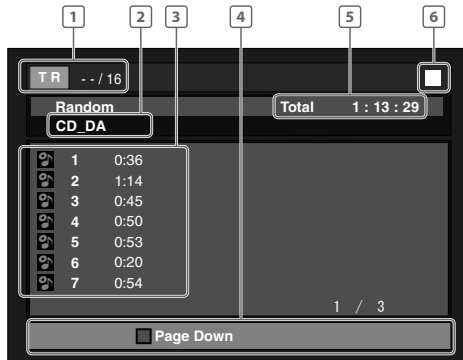 1 2 3 4 5 6
T R - - / 16
Random Total 1 : 13 : 29
CD_DA
1 0:36
2 1:14
3 0:45
4 0:50
5 0:53
6 0:20
7 0:54
1 / 3
Page Down